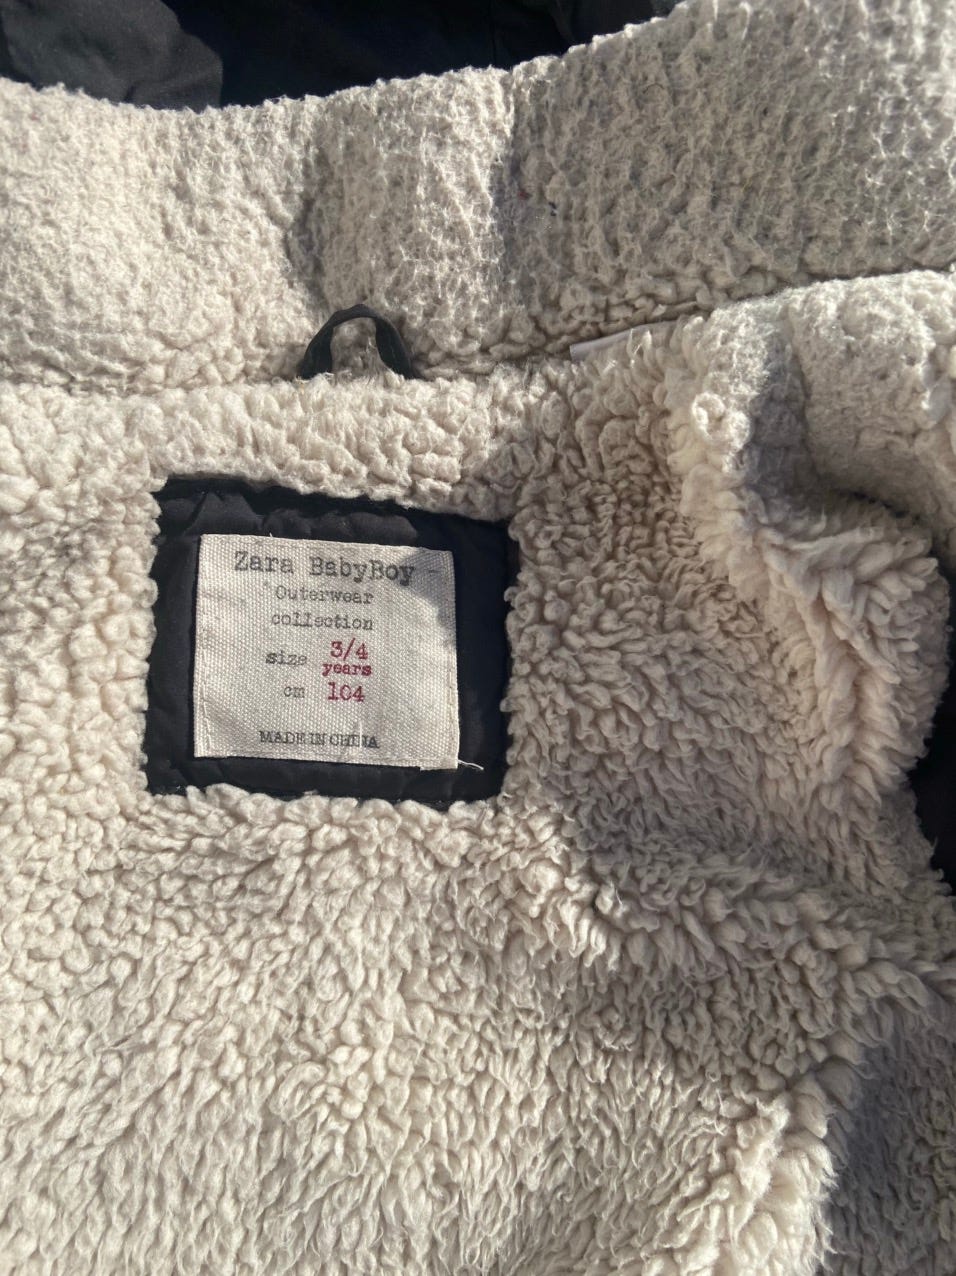 Zara BabyBoy
Outerwear
collection
size 3/4
years
cm 104
MADE IN CHINA